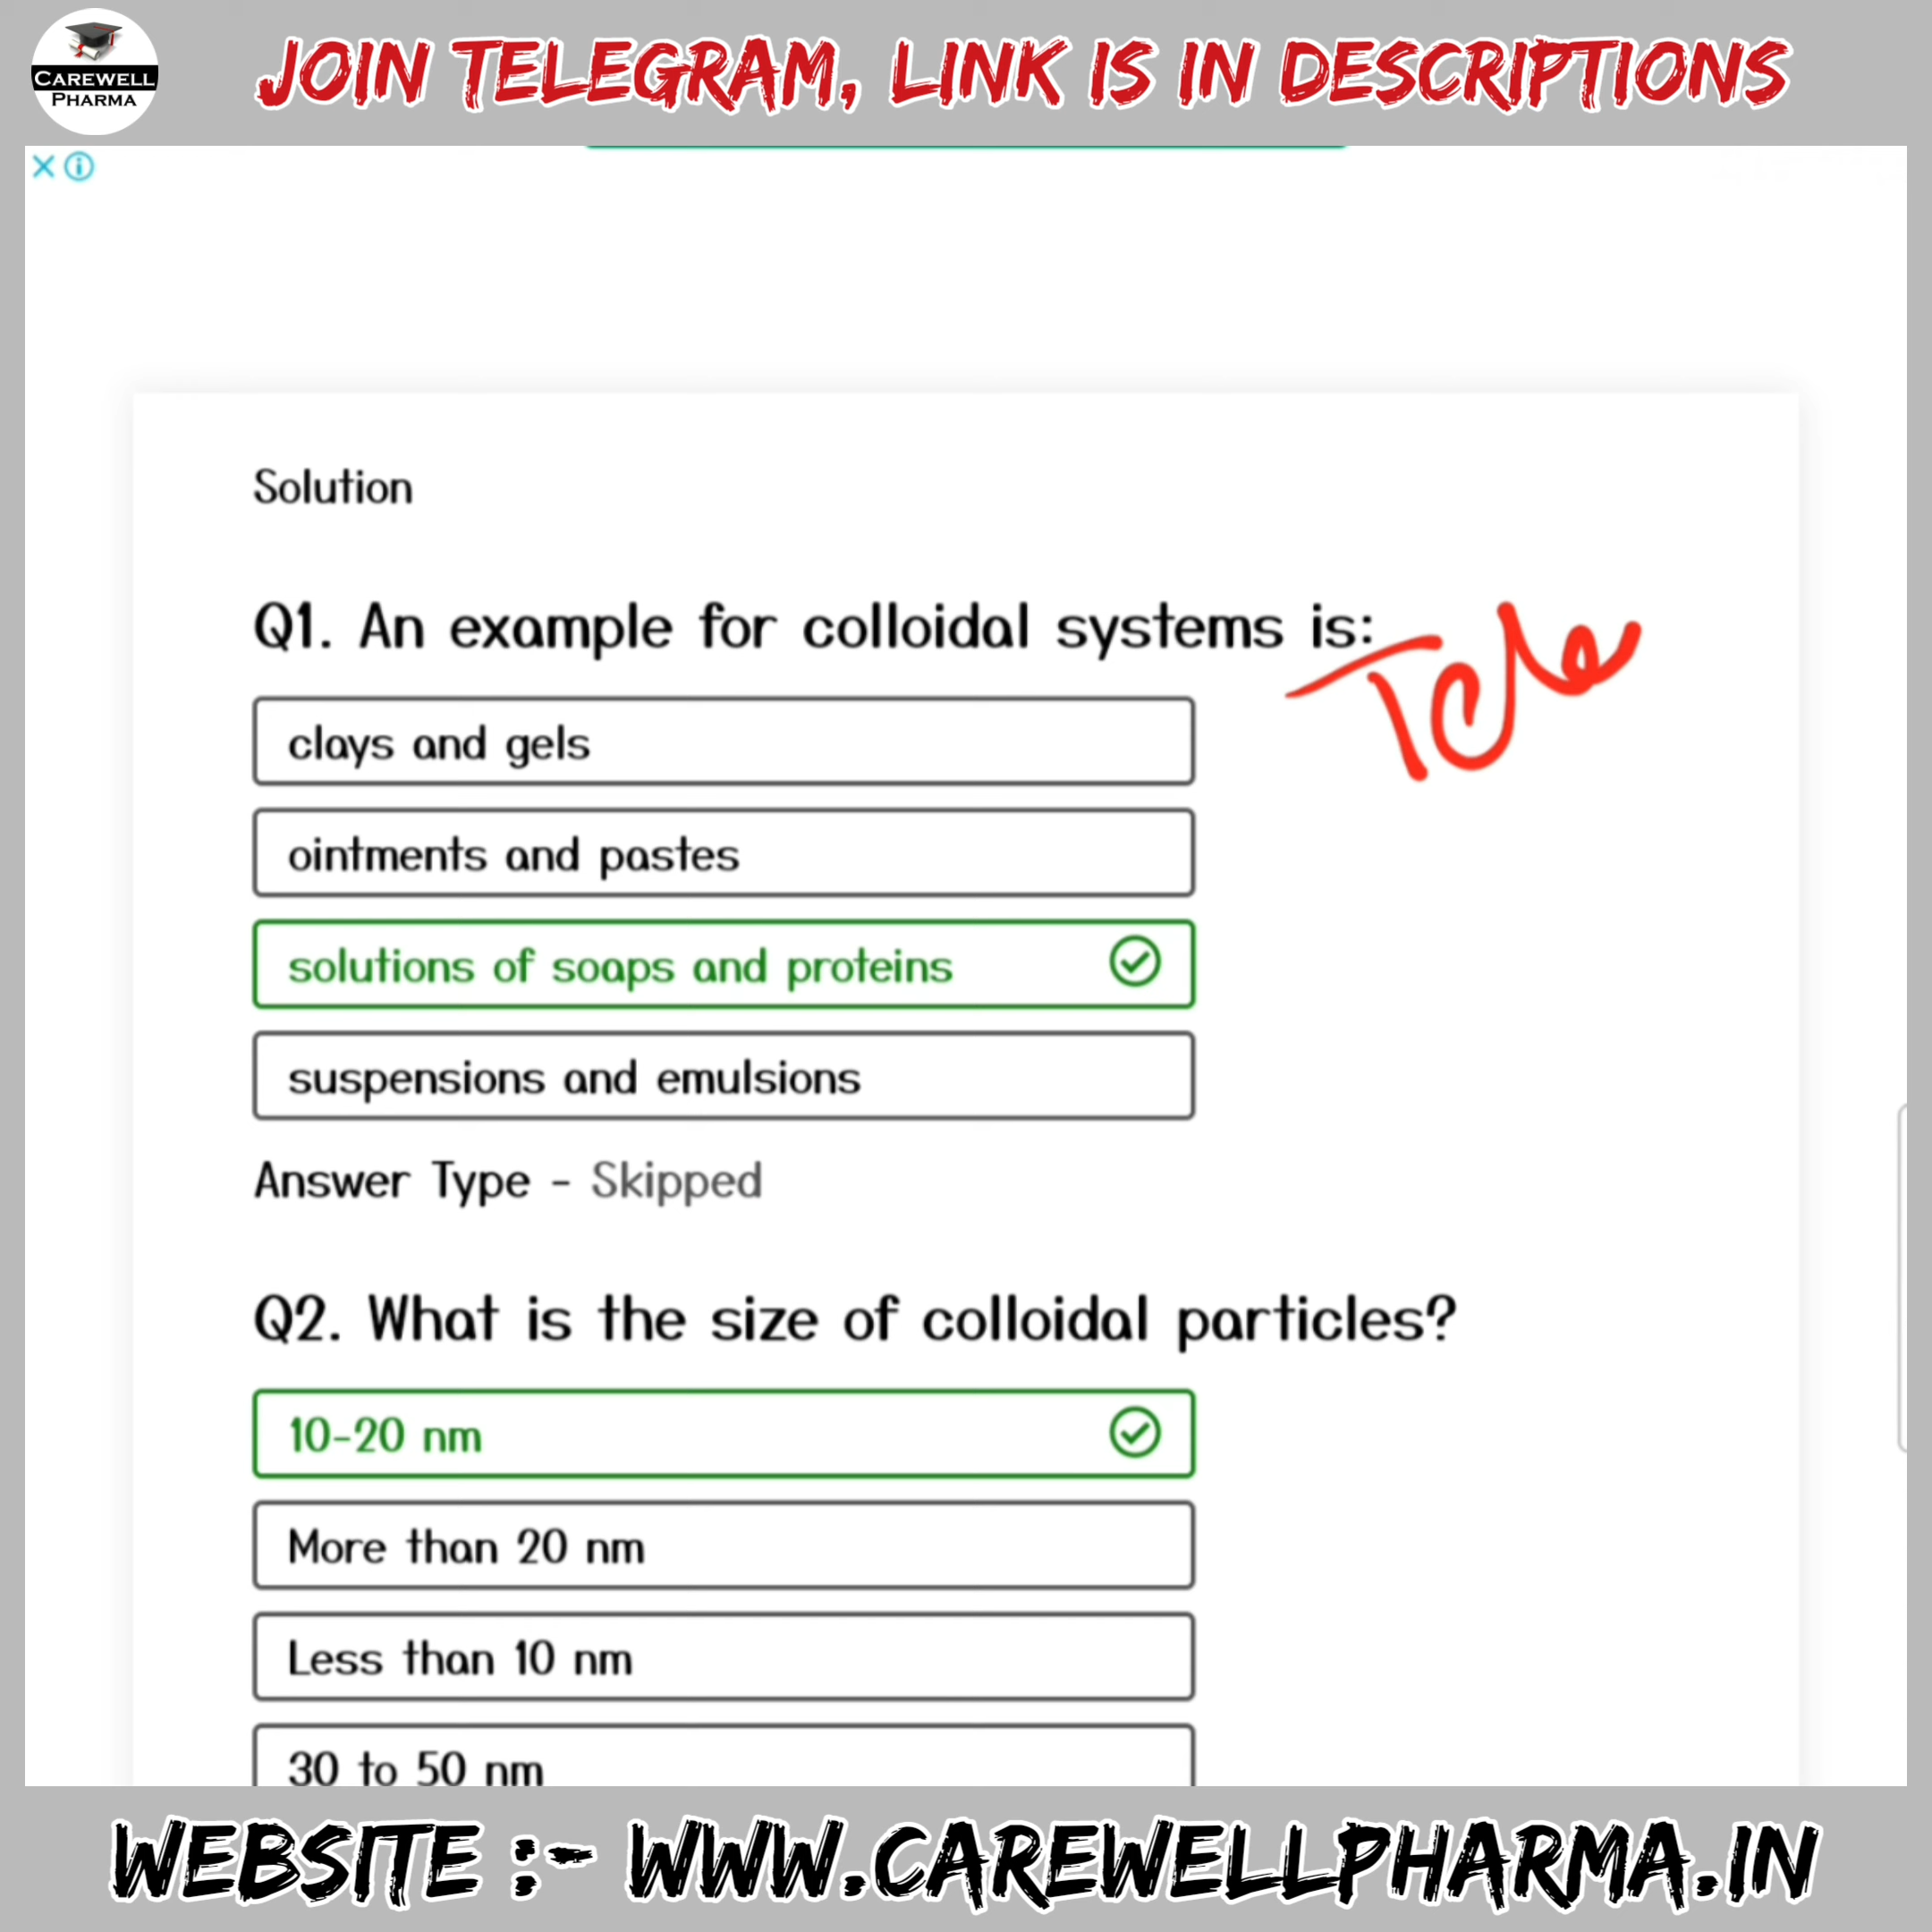 CAREWELL
PHARMA
JOIN TELEGRAM, LINK IS IN DESCRIPTIONS
Solution
Q1. An example for colloidal systems is:
Tele
clays and gels
ointments and pastes
solutions of soaps and proteins
suspensions and emulsions
Answer Type - Skipped
Q2. What is the size of colloidal particles?
10-20 nm
More than 20 nm
Less than 10 nm
30 to 50 nm
WEBSITE :- WWW.CAREWELLPHARMA.IN